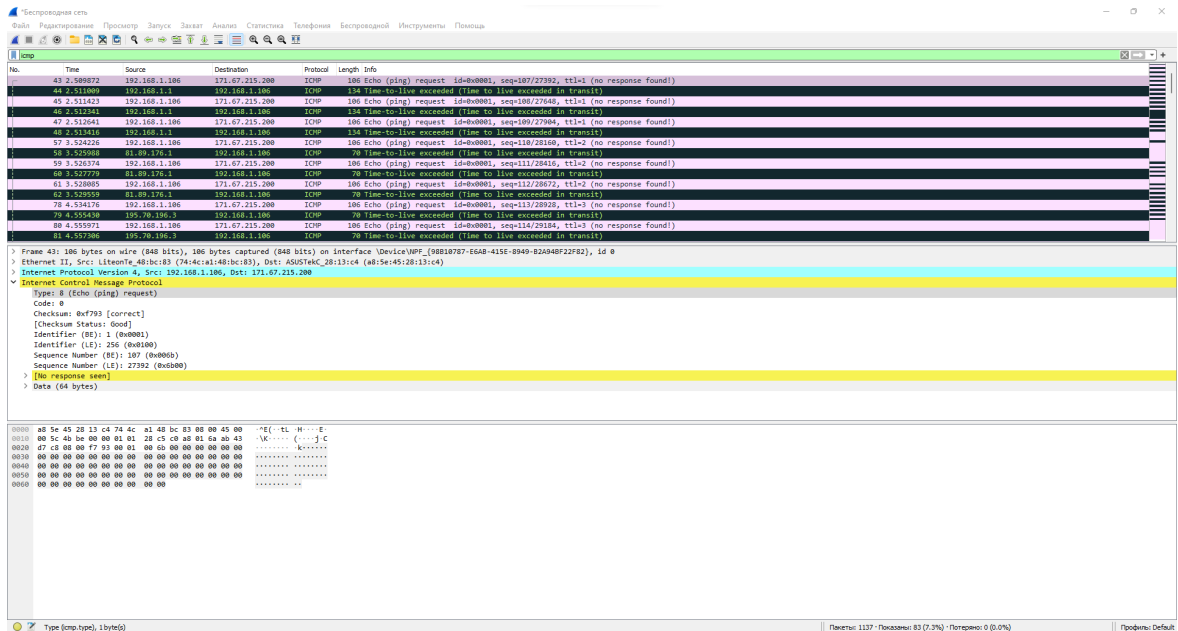 *Беспроводная сеть
Файл Редактирование Просмотр Запуск Захват Анализ Статистика Телефония Беспроводной Инструменты Помощь
icmp
No. Time Source Destination Protocol Length Info
43 2.509872 192.168.1.106 171.67.215.200 ICMP 106 Echo (ping) request id=0x0001, seq=107/27392, ttl=1 (no response found!)
44 2.511009 192.168.1.1 192.168.1.106 ICMP 134 Time-to-live exceeded (Time to live exceeded in transit)
45 2.511423 192.168.1.106 171.67.215.200 ICMP 106 Echo (ping) request id=0x0001, seq=108/27648, ttl=1 (no response found!)
46 2.512341 192.168.1.1 192.168.1.106 ICMP 134 Time-to-live exceeded (Time to live exceeded in transit)
47 2.512641 192.168.1.106 171.67.215.200 ICMP 106 Echo (ping) request id=0x0001, seq=109/27904, ttl=1 (no response found!)
48 2.513416 192.168.1.1 192.168.1.106 ICMP 134 Time-to-live exceeded (Time to live exceeded in transit)
57 3.524226 192.168.1.106 171.67.215.200 ICMP 106 Echo (ping) request id=0x0001, seq=110/28160, ttl=2 (no response found!)
58 3.525988 81.89.176.1 192.168.1.106 ICMP 70 Time-to-live exceeded (Time to live exceeded in transit)
59 3.526374 192.168.1.106 171.67.215.200 ICMP 106 Echo (ping) request id=0x0001, seq=111/28416, ttl=2 (no response found!)
60 3.527779 81.89.176.1 192.168.1.106 ICMP 70 Time-to-live exceeded (Time to live exceeded in transit)
61 3.528085 192.168.1.106 171.67.215.200 ICMP 106 Echo (ping) request id=0x0001, seq=112/28672, ttl=2 (no response found!)
62 3.529559 81.89.176.1 192.168.1.106 ICMP 70 Time-to-live exceeded (Time to live exceeded in transit)
78 4.534176 192.168.1.106 171.67.215.200 ICMP 106 Echo (ping) request id=0x0001, seq=113/28928, ttl=3 (no response found!)
79 4.555430 195.70.196.3 192.168.1.106 ICMP 70 Time-to-live exceeded (Time to live exceeded in transit)
80 4.555971 192.168.1.106 171.67.215.200 ICMP 106 Echo (ping) request id=0x0001, seq=114/29184, ttl=3 (no response found!)
81 4.557306 195.70.196.3 192.168.1.106 ICMP 70 Time-to-live exceeded (Time to live exceeded in transit)
Frame 43: 106 bytes on wire (848 bits), 106 bytes captured (848 bits) on interface \Device\NPF_{98B10787-E6AB-415E-8949-B2A94BF22F82}, id 0
Ethernet II, Src: LiteonTe_48:bc:83 (74:4c:a1:48:bc:83), Dst: ASUSTekC_28:13:c4 (a8:5e:45:28:13:c4)
Internet Protocol Version 4, Src: 192.168.1.106, Dst: 171.67.215.200
Internet Control Message Protocol
Type: 8 (Echo (ping) request)
Code: 0
Checksum: 0xf793 [correct]
[Checksum Status: Good]
Identifier (BE): 1 (0x0001)
Identifier (LE): 256 (0x0100)
Sequence Number (BE): 107 (0x006b)
Sequence Number (LE): 27392 (0x6b00)
[No response seen]
Data (64 bytes)
0000 a8 5e 45 28 13 c4 74 4c a1 48 bc 83 08 00 45 00 ·^E(··tL ·H····E·
0010 00 5c 4b be 00 00 01 01 28 c5 c0 a8 01 6a ab 43 ·\K····· (····j·C
0020 d7 c8 08 00 f7 93 00 01 00 6b 00 00 00 00 00 00 ········ ·k······
0030 00 00 00 00 00 00 00 00 00 00 00 00 00 00 00 00 ········ ········
0040 00 00 00 00 00 00 00 00 00 00 00 00 00 00 00 00 ········ ········
0050 00 00 00 00 00 00 00 00 00 00 00 00 00 00 00 00 ········ ········
0060 00 00 00 00 00 00 00 00 00 00 ········ ··
Type (icmp.type), 1 byte(s) Пакеты: 1137 · Показаны: 83 (7.3%) · Потеряно: 0 (0.0%) Профиль: Default